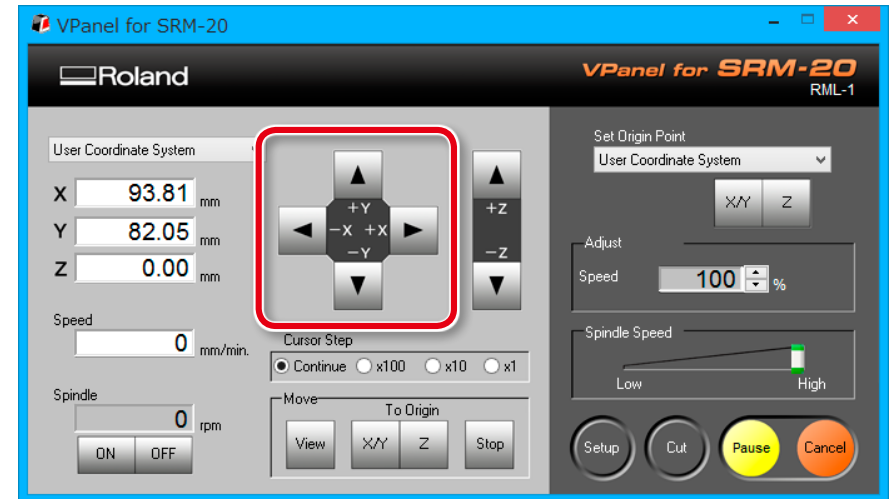 VPanel for SRM-20
Roland
VPanel for SRM-20
RML-1
User Coordinate System
X 93.81 mm
Y 82.05 mm
Z 0.00 mm
Speed
0 mm/min.
Spindle
0 rpm
ON OFF
+Y
-X +X
-Y
+Z
-Z
Cursor Step
Continue x100 x10 x1
Move
To Origin
View X/Y Z Stop
Set Origin Point
User Coordinate System
X/Y Z
Adjust
Speed 100 %
Spindle Speed
Low High
Setup Cut Pause Cancel